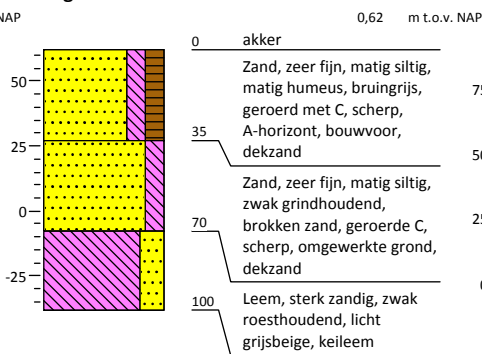 NAP
0,62 m t.o.v. NAP
0 akker
Zand, zeer fijn, matig siltig,
matig humeus, bruingrijs,
geroerd met C, scherp,
A-horizont, bouwvoor,
dekzand
35
Zand, zeer fijn, matig siltig,
zwak grindhoudend,
brokken zand, geroerde C,
scherp, omgewerkte grond,
dekzand
70
Leem, sterk zandig, zwak
roesthoudend, licht
grijsbeige, keileem
100
50
25
0
-25
75
50
25